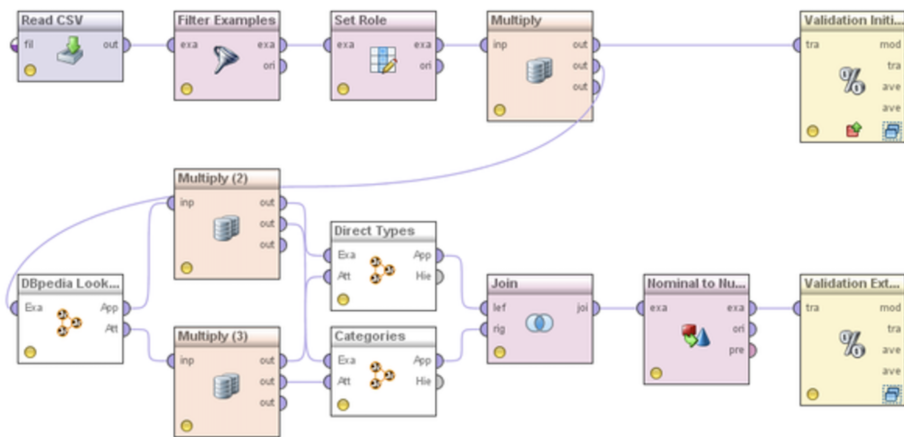 Read CSV
fil out
Filter Examples
exa exa
ori
Set Role
exa exa
ori
Multiply
inp out
out
out
Validation Initi...
tra mod
tra
ave
ave
Multiply (2)
inp out
out
out
Direct Types
Exa App
Att Hie
DBpedia Look...
Exa App
Att
Join
lef joi
rig
Nominal to Nu...
exa exa
ori
pre
Validation Ext...
tra mod
tra
ave
ave
Multiply (3)
inp out
out
out
Categories
Exa App
Att Hie